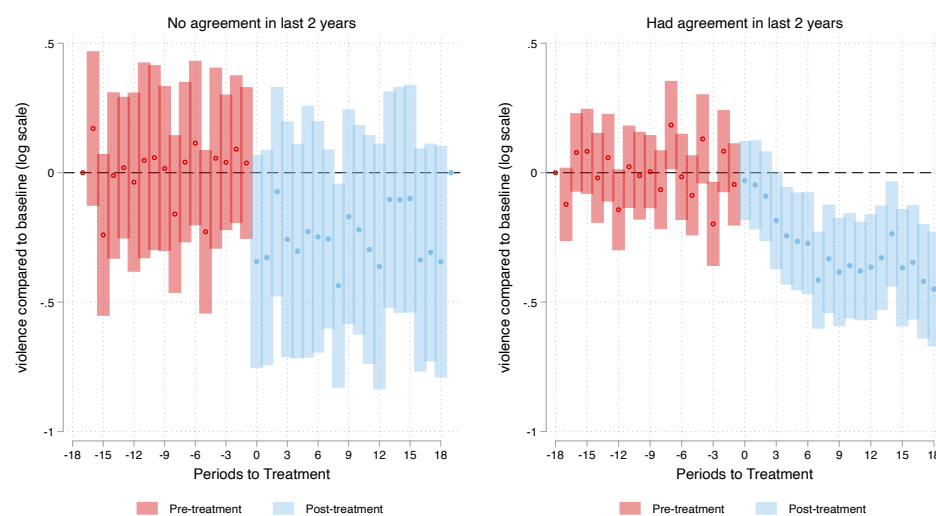 No agreement in last 2 years
violence compared to baseline (log scale)
.5
0
-.5
-1
-18 -15 -12 -9 -6 -3 0 3 6 9 12 15 18
Periods to Treatment
Pre-treatment Post-treatment
Had agreement in last 2 years
violence compared to baseline (log scale)
.5
0
-.5
-1
-18 -15 -12 -9 -6 -3 0 3 6 9 12 15 18
Periods to Treatment
Pre-treatment Post-treatment